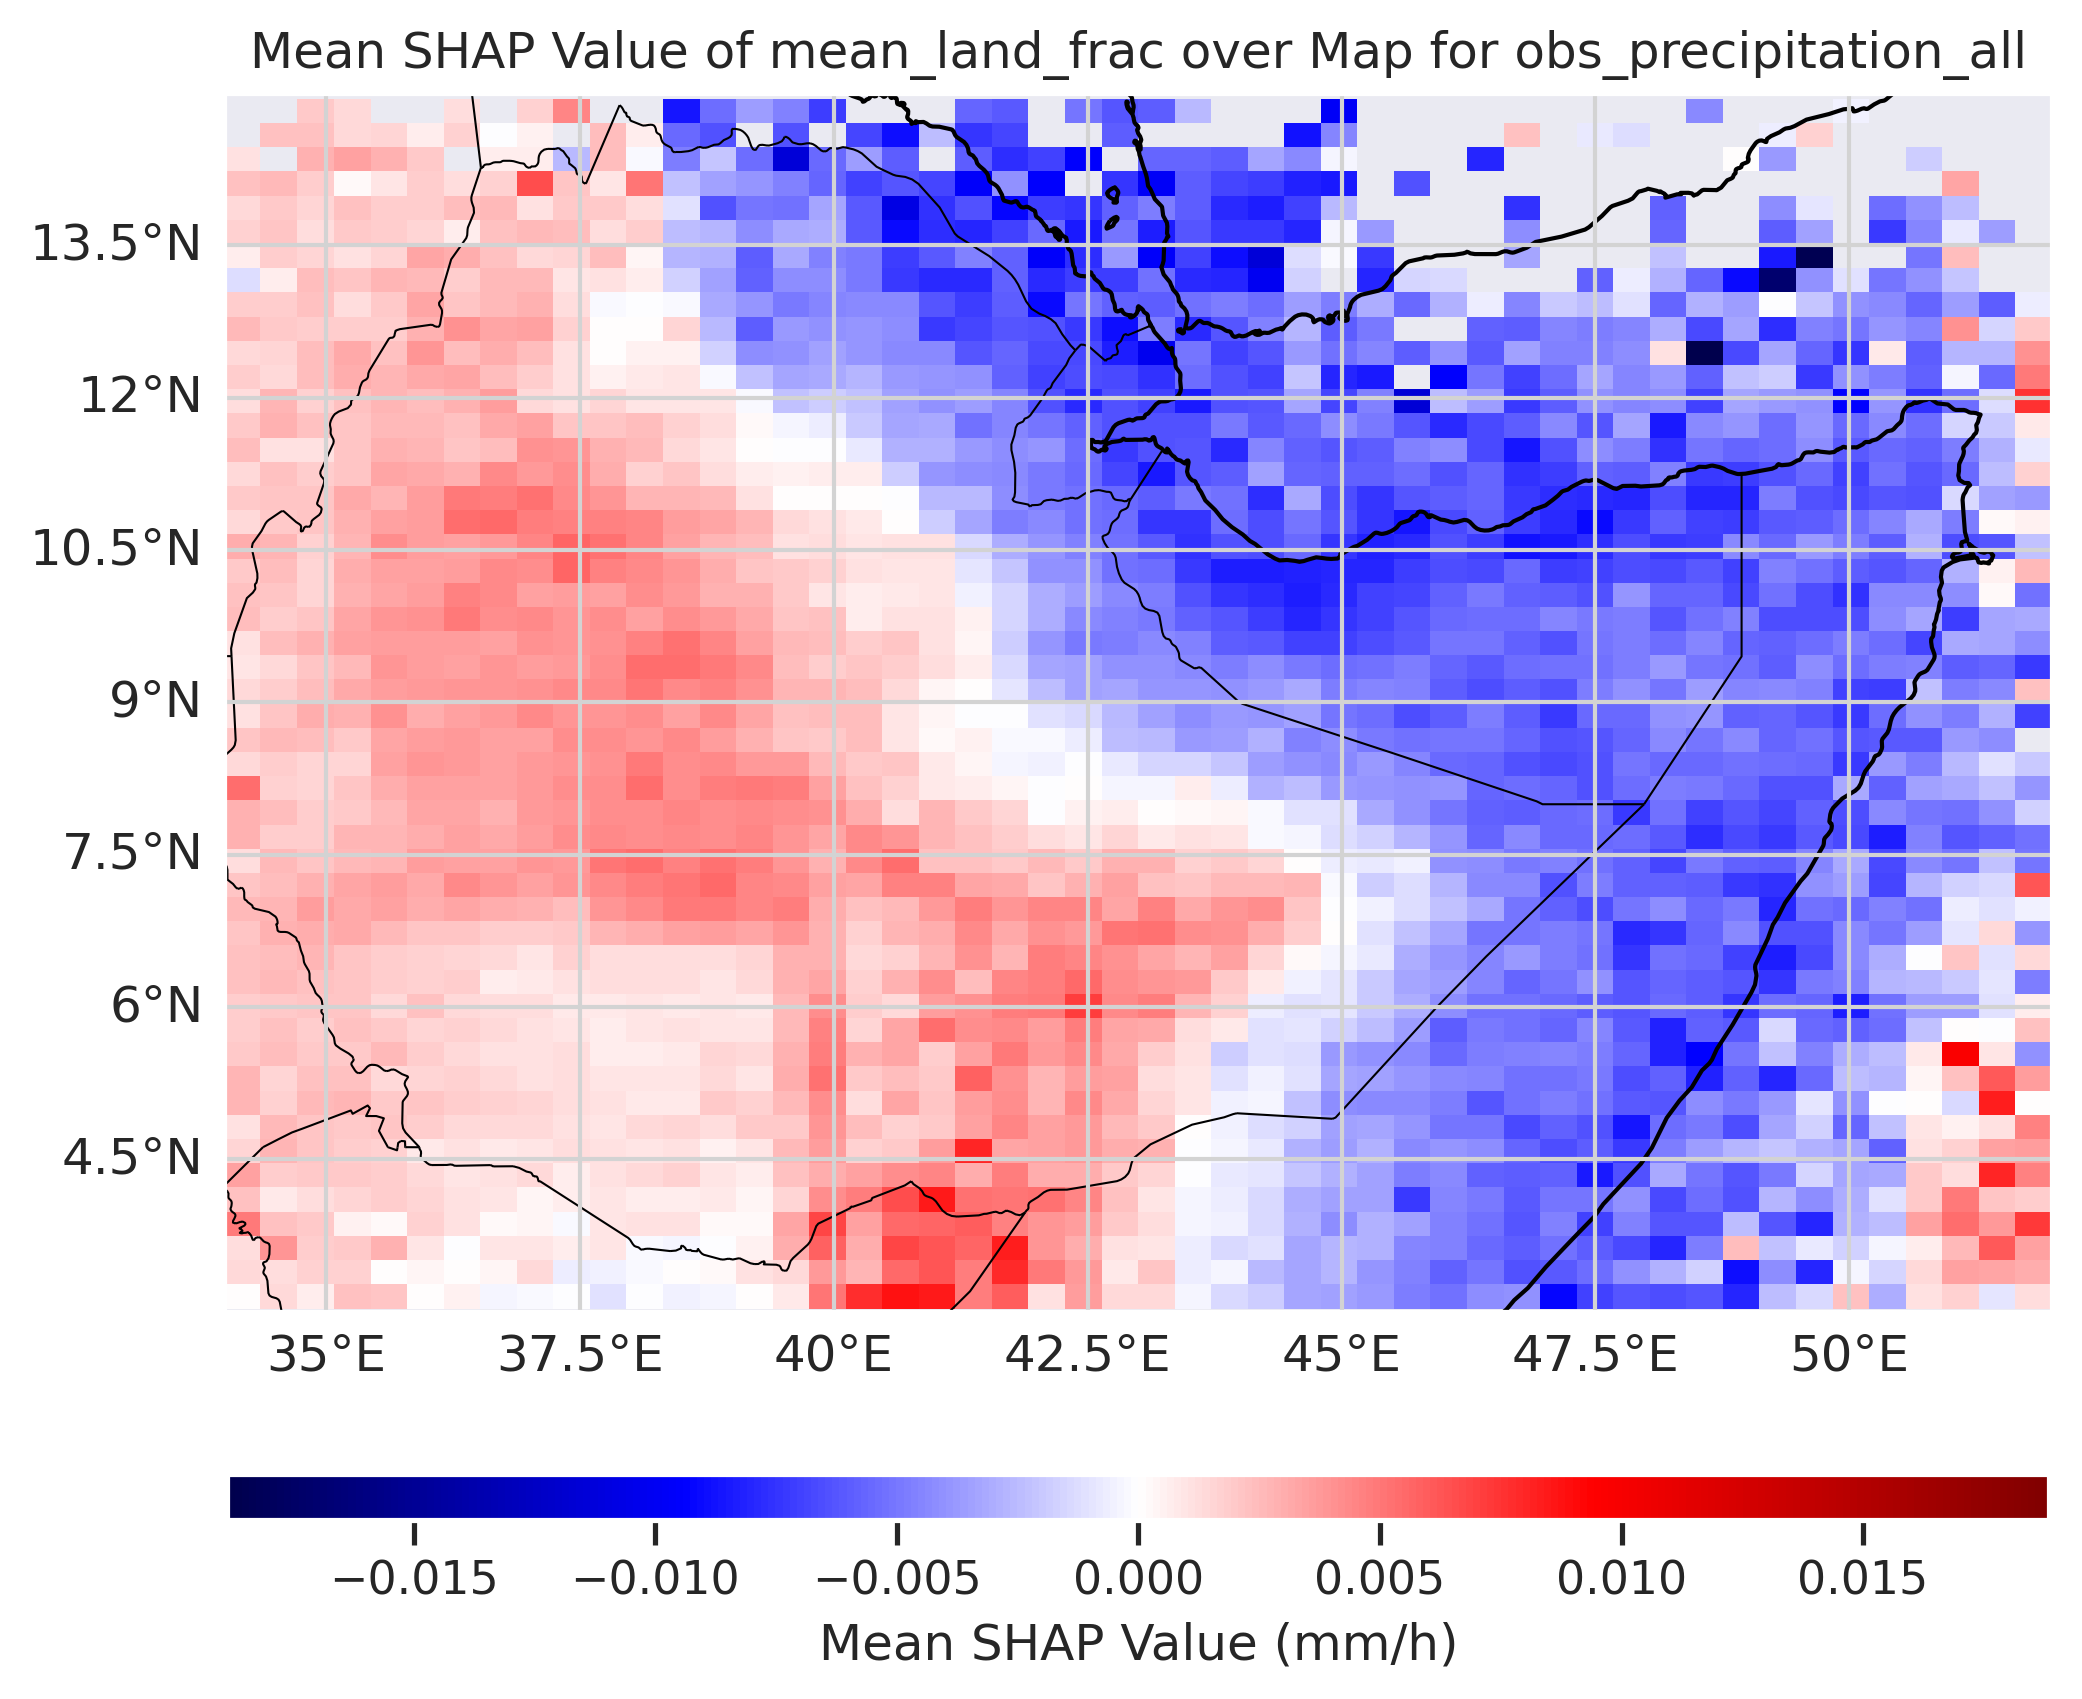 Mean SHAP Value of mean_land_frac over Map for obs_precipitation_all
13.5°N
12°N
10.5°N
9°N
7.5°N
6°N
4.5°N
35°E 37.5°E 40°E 42.5°E 45°E 47.5°E 50°E
−0.015 −0.010 −0.005 0.000 0.005 0.010 0.015
Mean SHAP Value (mm/h)